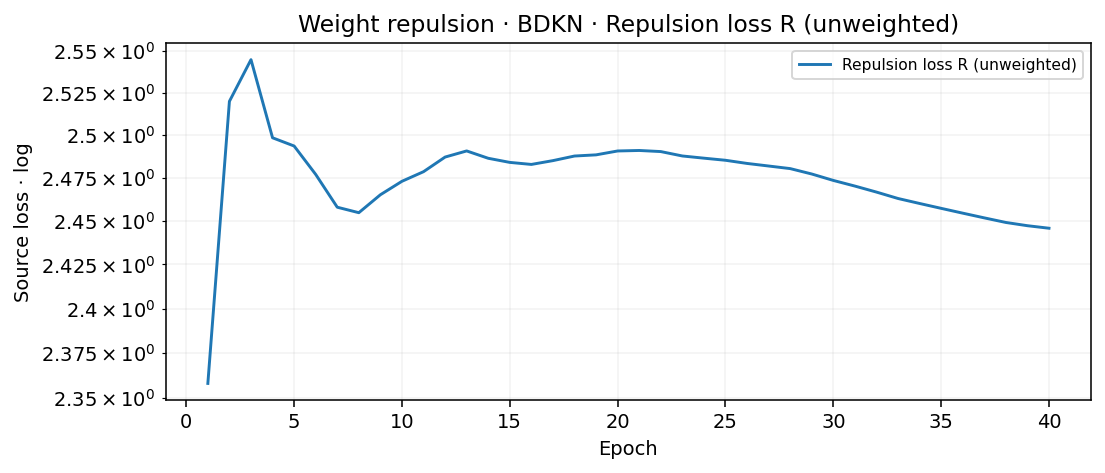 Weight repulsion · BDKN · Repulsion loss R (unweighted)
Repulsion loss R (unweighted)
Source loss · log
2.55 × 10⁰
2.525 × 10⁰
2.5 × 10⁰
2.475 × 10⁰
2.45 × 10⁰
2.425 × 10⁰
2.4 × 10⁰
2.375 × 10⁰
2.35 × 10⁰
0 5 10 15 20 25 30 35 40
Epoch